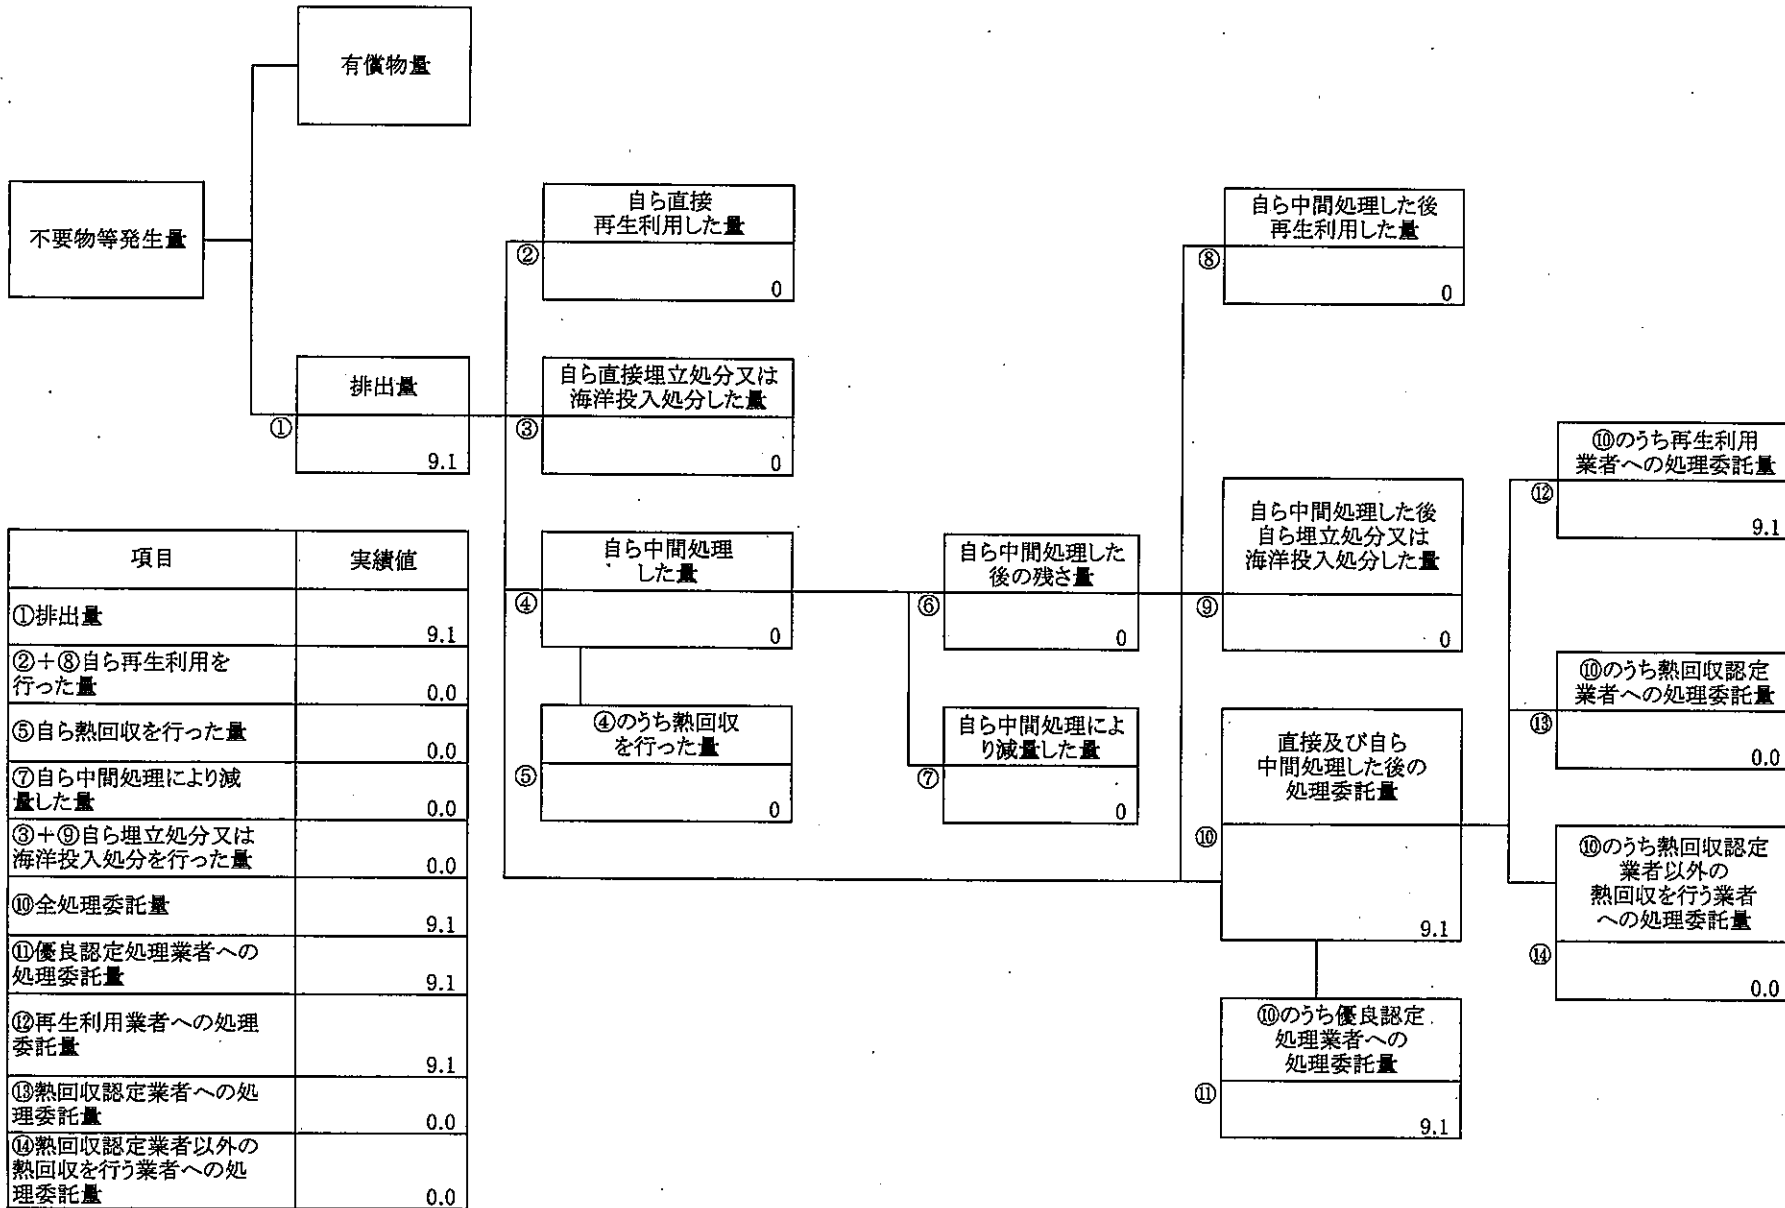 有償物量
不要物等発生量
①
排出量
9.1
②
自ら直接
再生利用した量
0
③
自ら直接埋立処分又は
海洋投入処分した量
0
④
自ら中間処理
した量
0
⑤
④のうち熱回収
を行った量
0
⑥
自ら中間処理した
後の残さ量
0
⑦
自ら中間処理によ
り減量した量
0
⑧
自ら中間処理した後
再生利用した量
0
⑨
自ら中間処理した後
自ら埋立処分又は
海洋投入処分した量
0
⑩
直接及び自ら
中間処理した後の
処理委託量
9.1
⑪
⑩のうち優良認定
処理業者への
処理委託量
9.1
⑫
⑩のうち再生利用
業者への処理委託量
9.1
⑬
⑩のうち熱回収認定
業者への処理委託量
0.0
⑭
⑩のうち熱回収認定
業者以外の
熱回収を行う業者
への処理委託量
0.0
項目 実績値
①排出量
9.1
②+⑧自ら再生利用を
行った量
0.0
⑤自ら熱回収を行った量
0.0
⑦自ら中間処理により減
量した量
0.0
③+⑨自ら埋立処分又は
海洋投入処分を行った量
0.0
⑩全処理委託量
9.1
⑪優良認定処理業者への
処理委託量
9.1
⑫再生利用業者への処理
委託量
9.1
⑬熱回収認定業者への処
理委託量
0.0
⑭熱回収認定業者以外の
熱回収を行う業者への処
理委託量
0.0